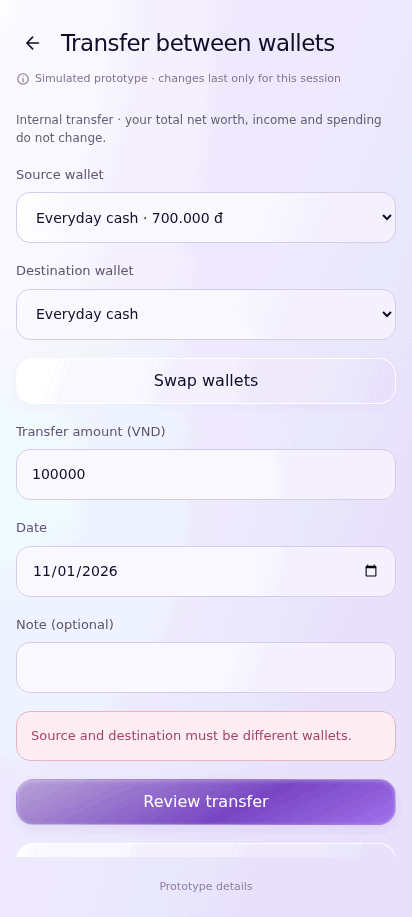 Transfer between wallets
Simulated prototype · changes last only for this session
Internal transfer · your total net worth, income and spending
do not change.
Source wallet
Everyday cash · 700.000 đ
Destination wallet
Everyday cash
Swap wallets
Transfer amount (VND)
100000
Date
11/01/2026
Note (optional)
Source and destination must be different wallets.
Review transfer
Prototype details